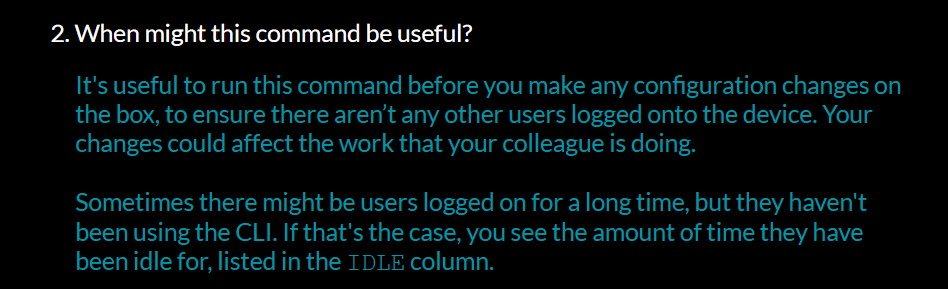 2. When might this command be useful?
It's useful to run this command before you make any configuration changes on
the box, to ensure there aren’t any other users logged onto the device. Your
changes could affect the work that your colleague is doing.
Sometimes there might be users logged on for a long time, but they haven't
been using the CLI. If that's the case, you see the amount of time they have
been idle for, listed in the IDLE column.